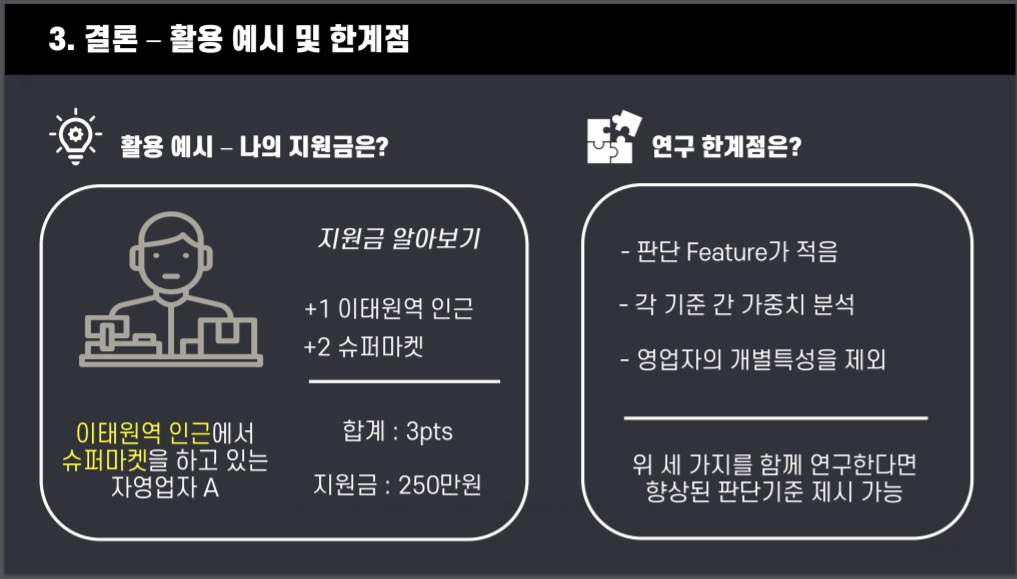 3. 결론 – 활용 예시 및 한계점
활용 예시 – 나의 지원금은?
지원금 알아보기
+1 이태원역 인근
+2 슈퍼마켓
합계 : 3pts
지원금 : 250만원
이태원역 인근에서
슈퍼마켓을 하고 있는
자영업자 A
연구 한계점은?
- 판단 Feature가 적음
- 각 기준 간 가중치 분석
- 영업자의 개별특성을 제외
위 세 가지를 함께 연구한다면
향상된 판단기준 제시 가능